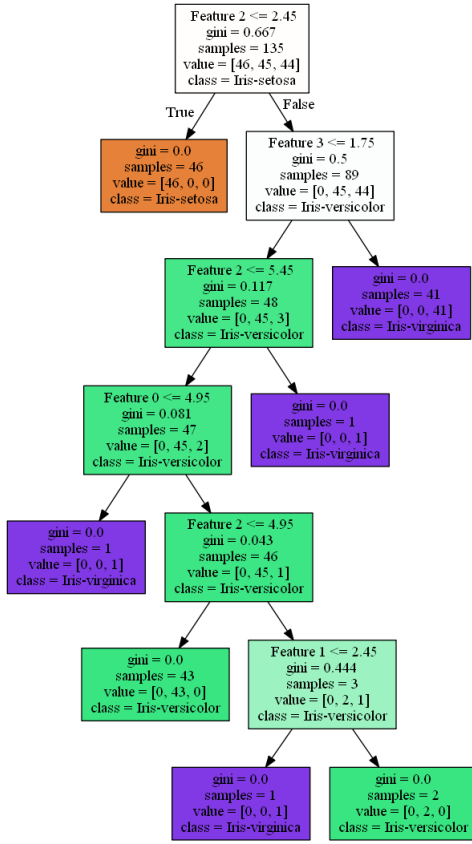 Feature 2 <= 2.45
gini = 0.667
samples = 135
value = [46, 45, 44]
class = Iris-setosa
True
False
gini = 0.0
samples = 46
value = [46, 0, 0]
class = Iris-setosa
Feature 3 <= 1.75
gini = 0.5
samples = 89
value = [0, 45, 44]
class = Iris-versicolor
Feature 2 <= 5.45
gini = 0.117
samples = 48
value = [0, 45, 3]
class = Iris-versicolor
gini = 0.0
samples = 41
value = [0, 0, 41]
class = Iris-virginica
Feature 0 <= 4.95
gini = 0.081
samples = 47
value = [0, 45, 2]
class = Iris-versicolor
gini = 0.0
samples = 1
value = [0, 0, 1]
class = Iris-virginica
gini = 0.0
samples = 1
value = [0, 0, 1]
class = Iris-virginica
Feature 2 <= 4.95
gini = 0.043
samples = 46
value = [0, 45, 1]
class = Iris-versicolor
gini = 0.0
samples = 43
value = [0, 43, 0]
class = Iris-versicolor
Feature 1 <= 2.45
gini = 0.444
samples = 3
value = [0, 2, 1]
class = Iris-versicolor
gini = 0.0
samples = 1
value = [0, 0, 1]
class = Iris-virginica
gini = 0.0
samples = 2
value = [0, 2, 0]
class = Iris-versicolor